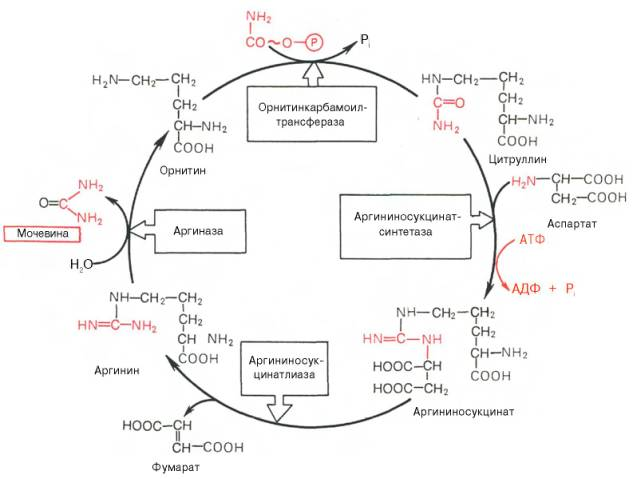 NH₂
CO~O—P
Pᵢ
H₂N—CH₂—CH₂
CH₂
CH—NH₂
COOH
Орнитин
Орнитинкарбамоил-
трансфераза
HN—CH₂—CH₂
C=O
CH₂
NH₂
CH—NH₂
COOH
Цитруллин
H₂N—CH—COOH
CH₂—COOH
Аспартат
Аргининосукцинат-
синтетаза
АТФ
АДФ + Pᵢ
NH₂
O=C
NH₂
Мочевина
H₂O
Аргиназа
NH—CH₂—CH₂
HN=C—NH₂
CH₂
CH NH₂
COOH
Аргинин
NH—CH₂—CH₂
HN=C—NH
CH₂
HOOC—CH
CH—NH₂
HOOC—CH₂
COOH
Аргининосукцинат
Аргининосук-
цинатлиаза
HOOC—CH
CH—COOH
Фумарат